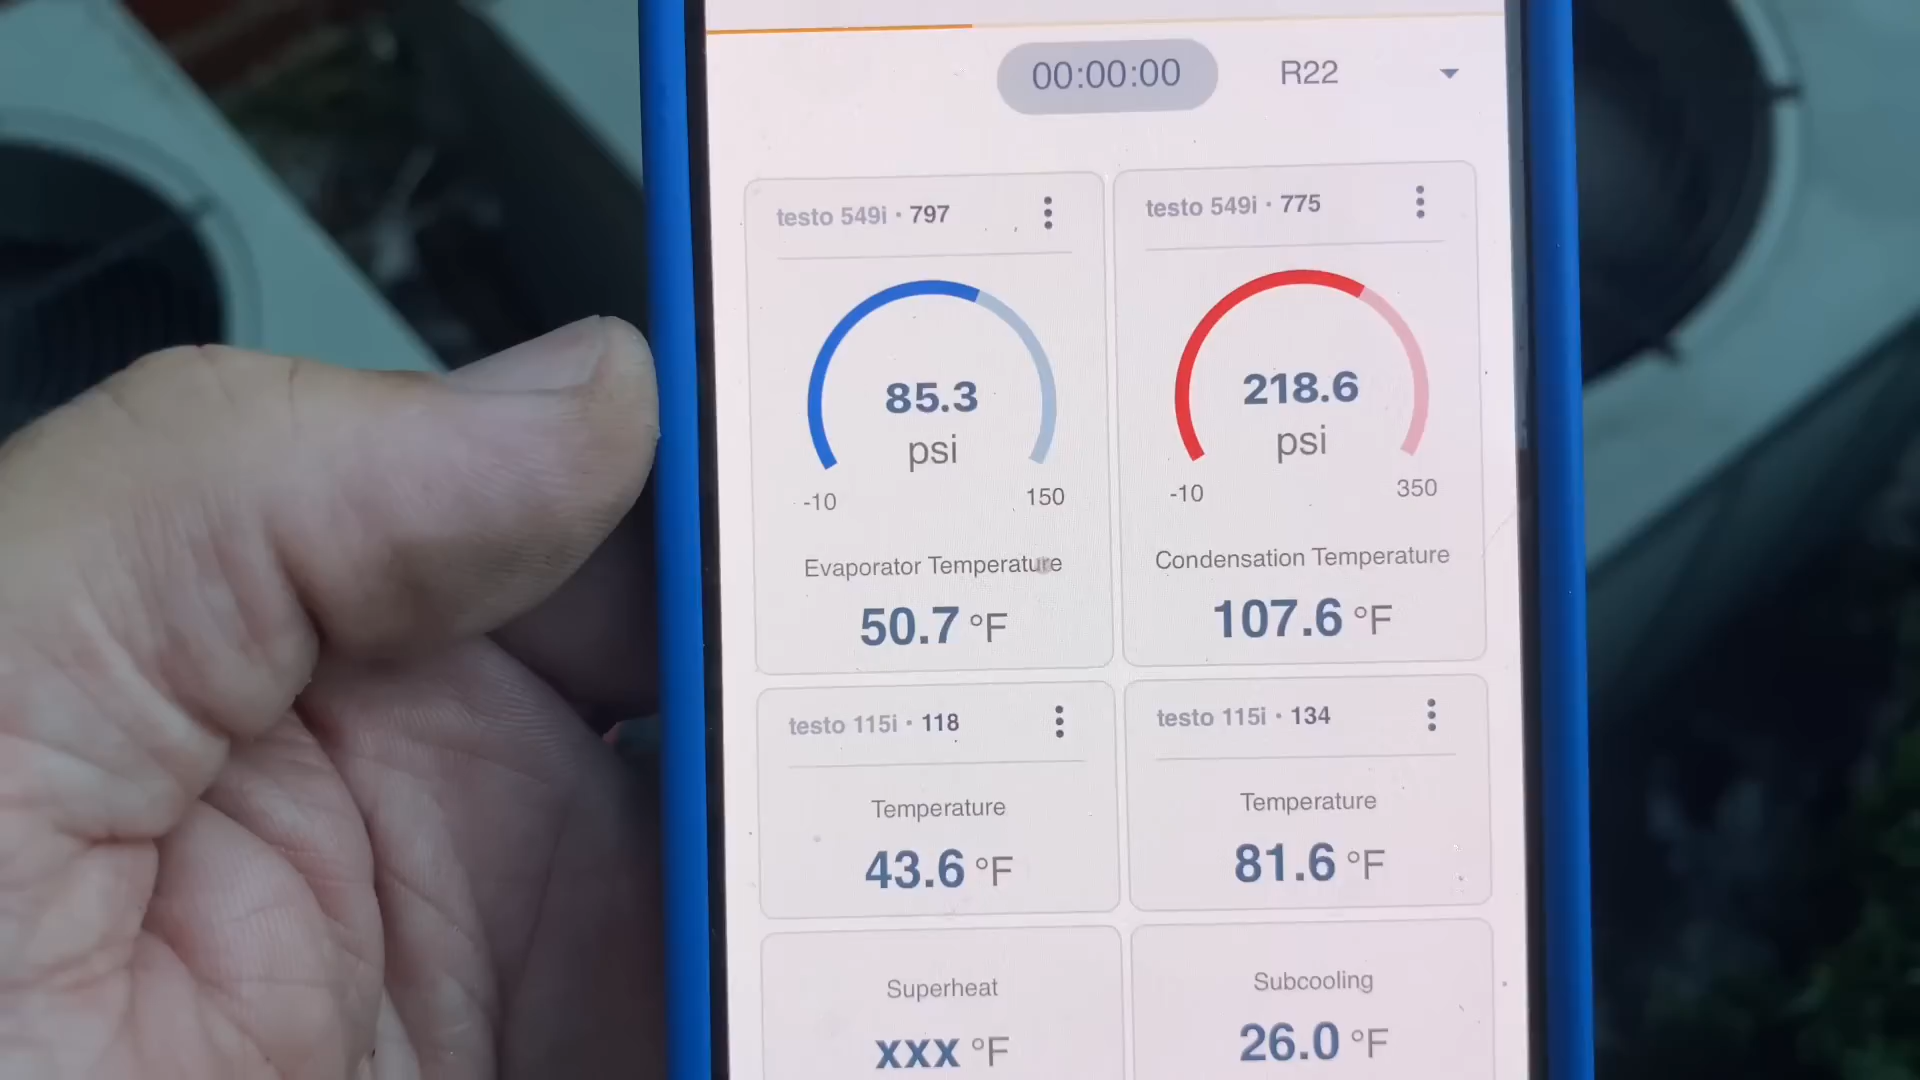 00:00:00 R22
testo 549i • 797
85.3
psi
-10 150
Evaporator Temperature
50.7 °F
testo 549i • 775
218.6
psi
-10 350
Condensation Temperature
107.6 °F
testo 115i • 118
Temperature
43.6 °F
testo 115i • 134
Temperature
81.6 °F
Superheat
xxx °F
Subcooling
26.0 °F